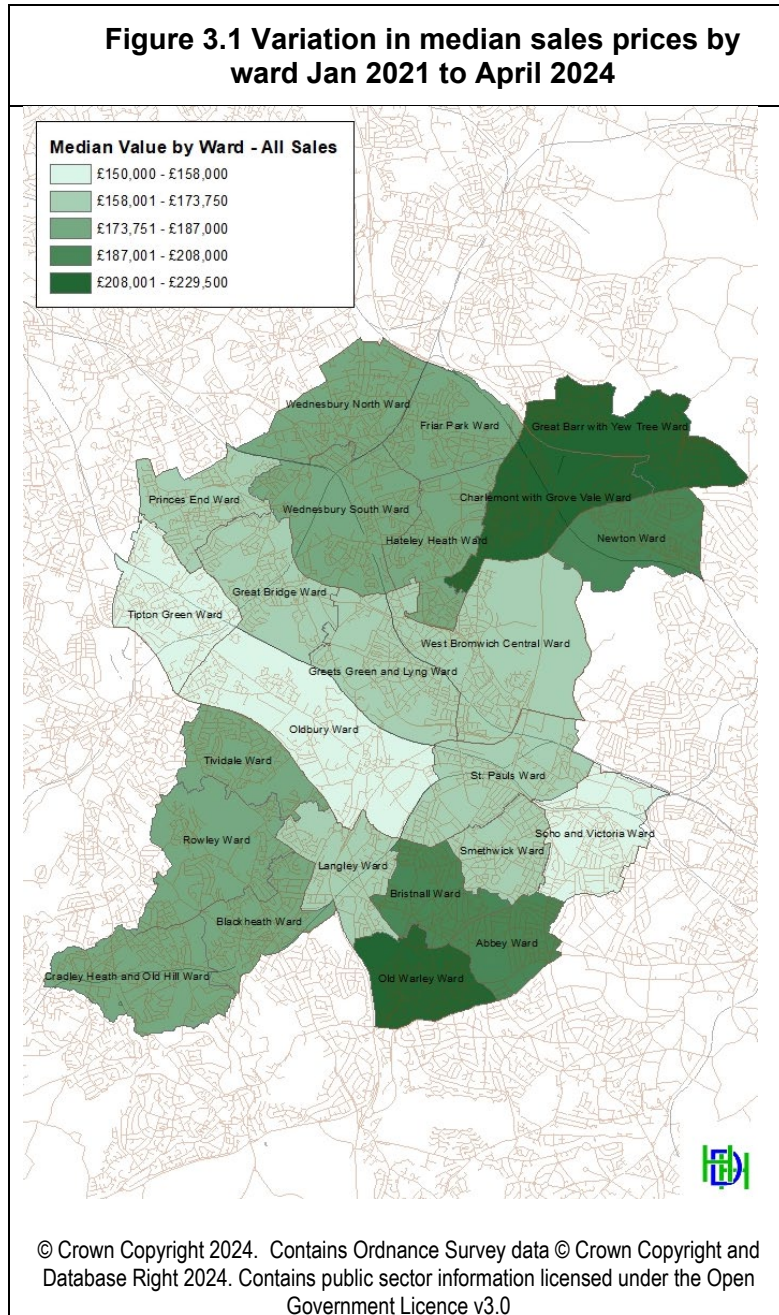 Figure 3.1 Variation in median sales prices by
ward Jan 2021 to April 2024
Median Value by Ward - All Sales
£150,000 - £158,000
£158,001 - £173,750
£173,751 - £187,000
£187,001 - £208,000
£208,001 - £229,500
Wednesbury North Ward
Friar Park Ward
Great Barr with Yew Tree Ward
Princes End Ward
Charlemont with Grove Vale Ward
Wednesbury South Ward
Hateley Heath Ward
Newton Ward
Great Bridge Ward
Tipton Green Ward
West Bromwich Central Ward
Greets Green and Lyng Ward
Oldbury Ward
Tividale Ward
St. Pauls Ward
Soho and Victoria Ward
Rowley Ward
Smethwick Ward
Langley Ward
Bristnall Ward
Blackheath Ward
Abbey Ward
Cradley Heath and Old Hill Ward
Old Warley Ward
HDH
© Crown Copyright 2024. Contains Ordnance Survey data © Crown Copyright and
Database Right 2024. Contains public sector information licensed under the Open
Government Licence v3.0